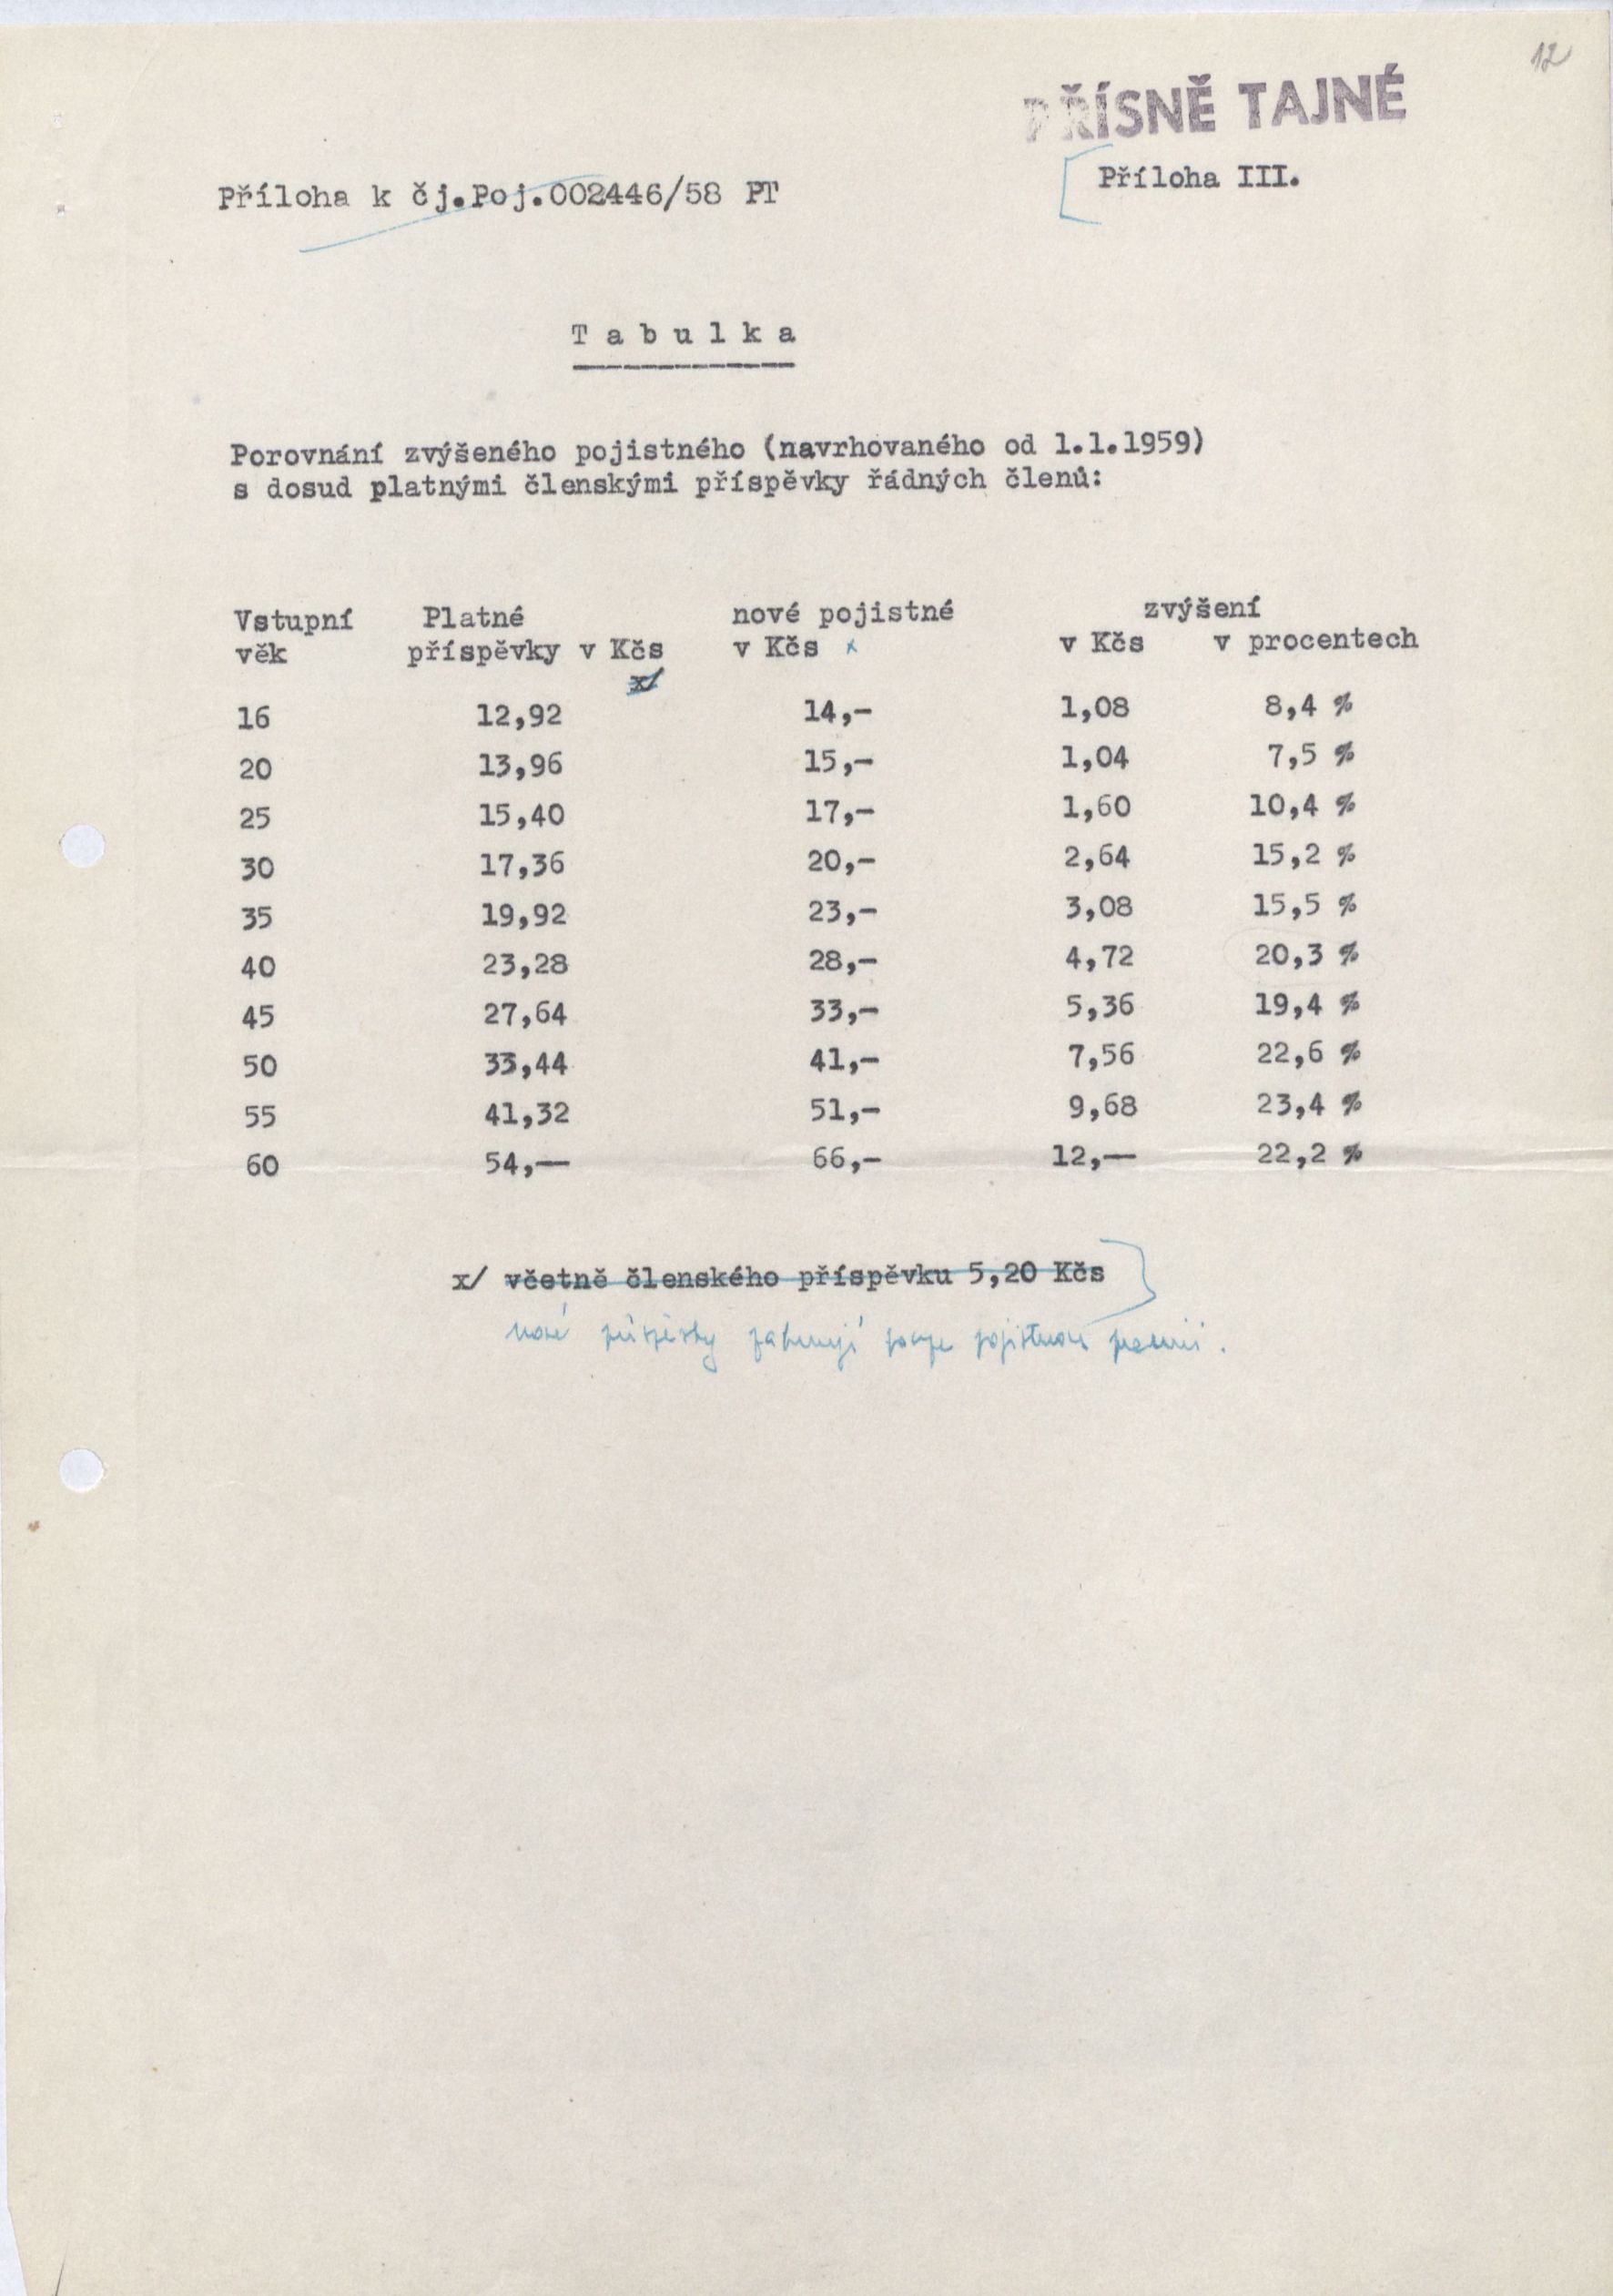 12
PŘÍSNĚ TAJNÉ
Příloha III.
Příloha k čj.Poj.002446/58 PT
T a b u l k a
Porovnání zvýšeného pojistného (navrhovaného od 1.1.1959)
s dosud platnými členskými příspěvky řádných členů:
Vstupní Platné nové pojistné zvýšení
věk příspěvky v Kčs v Kčs x v Kčs v procentech
x/
16 12,92 14,- 1,08 8,4 %
20 13,96 15,- 1,04 7,5 %
25 15,40 17,- 1,60 10,4 %
30 17,36 20,- 2,64 15,2 %
35 19,92 23,- 3,08 15,5 %
40 23,28 28,- 4,72 20,3 %
45 27,64 33,- 5,36 19,4 %
50 33,44 41,- 7,56 22,6 %
55 41,32 51,- 9,68 23,4 %
60 54,-- 66,- 12,-- 22,2 %
x/ včetně členského příspěvku 5,20 Kčs
nové příspěvky zahrnují pojistnou premii.